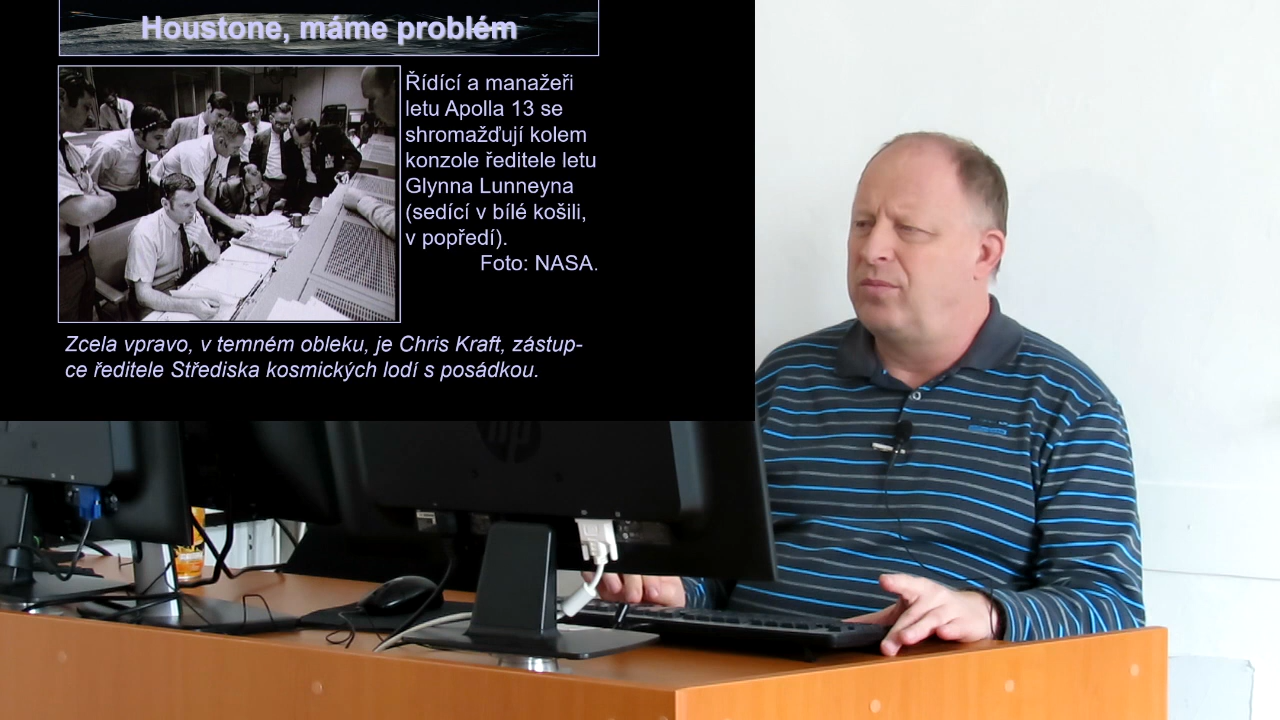 Houstone, máme problém
Řídící a manažeři
letu Apolla 13 se
shromažďují kolem
konzole ředitele letu
Glynna Lunneyna
(sedící v bílé košili,
v popředí).
Foto: NASA.
Zcela vpravo, v temném obleku, je Chris Kraft, zástup-
ce ředitele Střediska kosmických lodí s posádkou.
hp